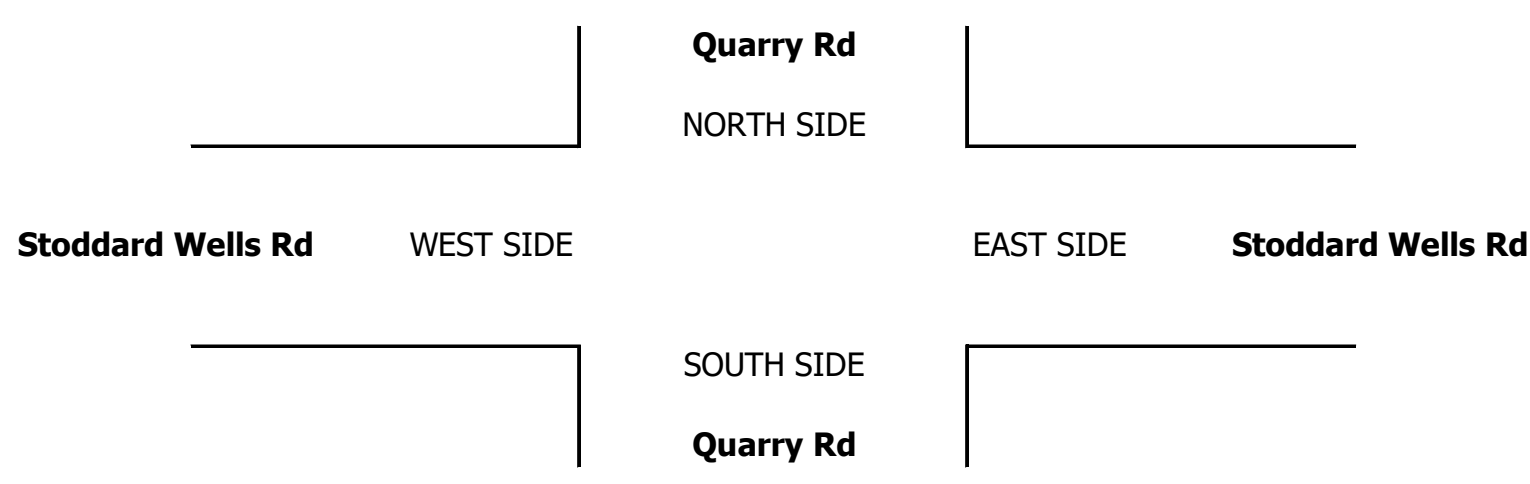 Quarry Rd
NORTH SIDE
Stoddard Wells Rd WEST SIDE EAST SIDE Stoddard Wells Rd
SOUTH SIDE
Quarry Rd